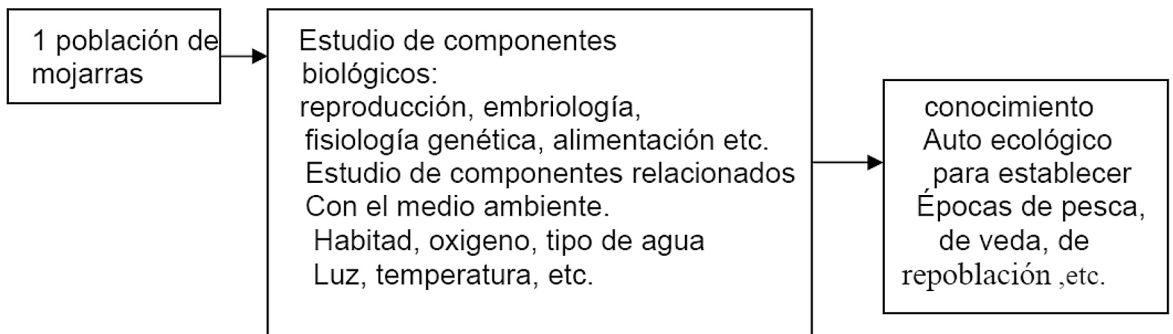 1 población de
mojarras
Estudio de componentes
biológicos:
reproducción, embriología,
fisiología genética, alimentación etc.
Estudio de componentes relacionados
Con el medio ambiente.
Habitad, oxigeno, tipo de agua
Luz, temperatura, etc.
conocimiento
Auto ecológico
para establecer
Épocas de pesca,
de veda, de
repoblación ,etc.